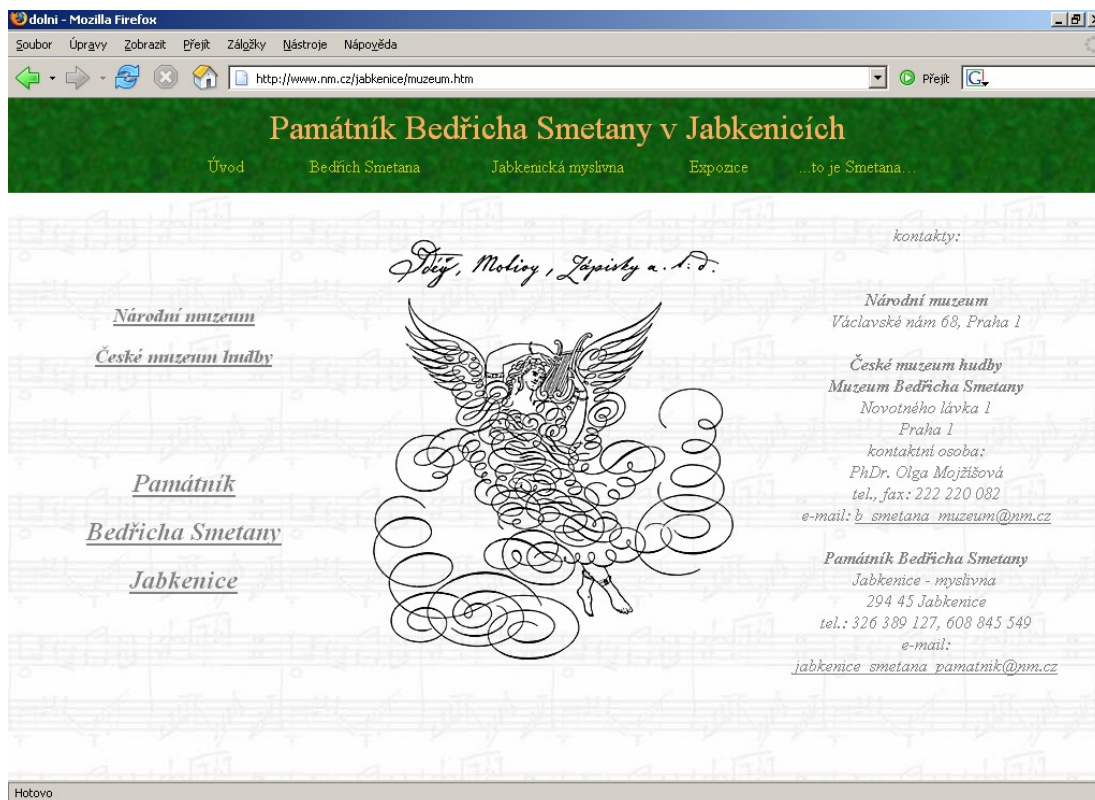 dolni - Mozilla Firefox
Soubor Úpravy Zobrazit Přejít Záložky Nástroje Nápověda
http://www.nm.cz/jabkenice/muzeum.htm Přejít
Památník Bedřicha Smetany v Jabkenicích
Úvod Bedřich Smetana Jabkenická myslivna Expozice ...to je Smetana...
Národní muzeum
České muzeum hudby
Památník
Bedřicha Smetany
Jabkenice
Motivy, Zápisky a. t. d.
kontakty:
Národní muzeum
Václavské nám 68, Praha 1
České muzeum hudby
Muzeum Bedřicha Smetany
Novotného lávka 1
Praha 1
kontaktní osoba:
PhDr. Olga Mojžíšová
tel., fax: 222 220 082
e-mail: b_smetana_muzeum@nm.cz
Památník Bedřicha Smetany
Jabkenice - myslivna
294 45 Jabkenice
tel.: 326 389 127, 608 845 549
e-mail:
jabkenice_smetana_pamatnik@nm.cz
Hotovo